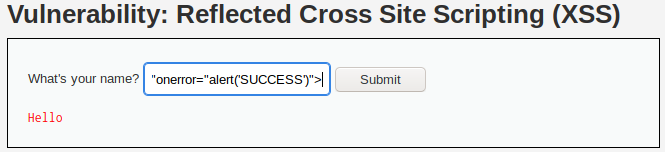 Vulnerability: Reflected Cross Site Scripting (XSS)
What's your name? "onerror="alert('SUCCESS')"> Submit
Hello